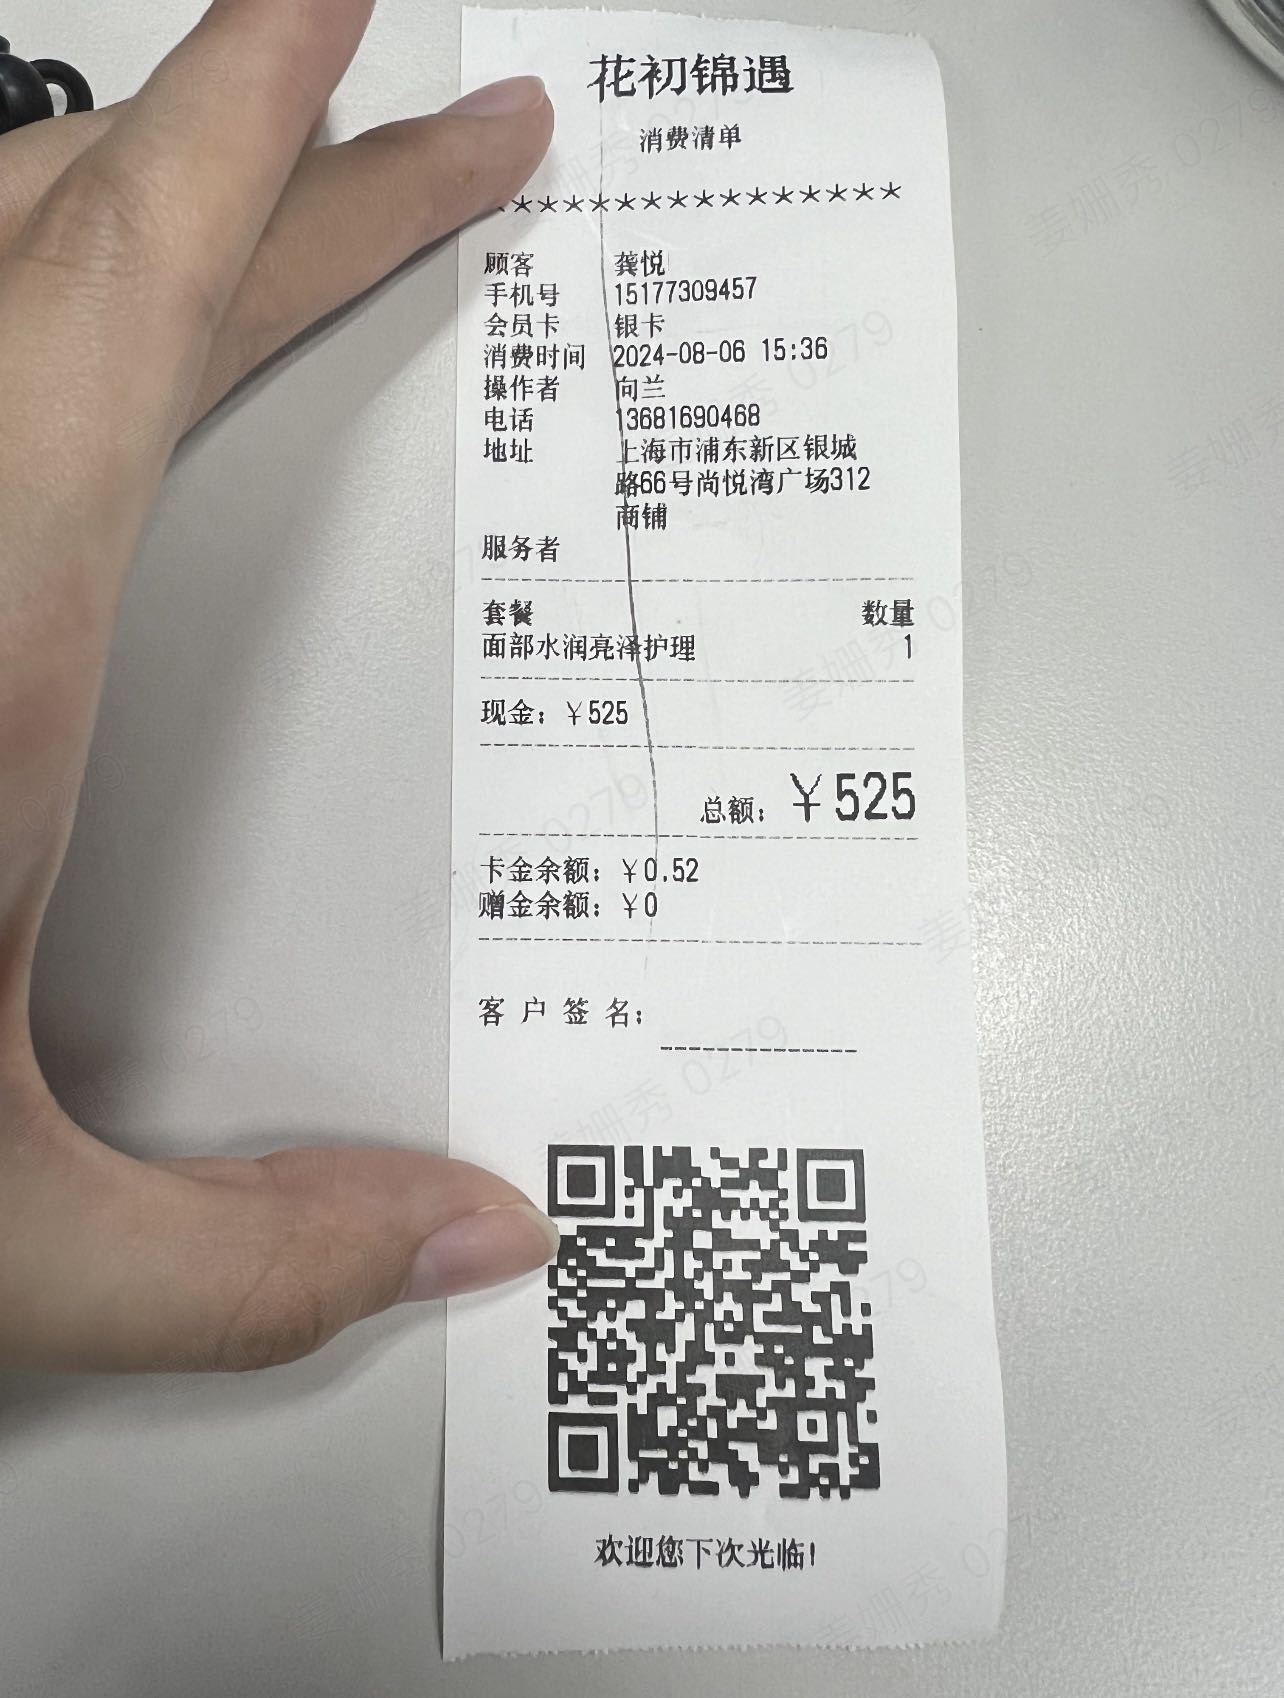 花初锦遇
消费清单
***************
顾客 龚悦
手机号 15177309457
会员卡 银卡
消费时间 2024-08-06 15:36
操作者 向兰
电话 13681690468
地址 上海市浦东新区银城
路66号尚悦湾广场312
商铺
服务者
套餐 数量
面部水润亮泽护理 1
现金：￥525
总额：￥525
卡金余额：￥0.52
赠金余额：￥0
客 户 签 名：
欢迎您下次光临!
姜姗秀 0279